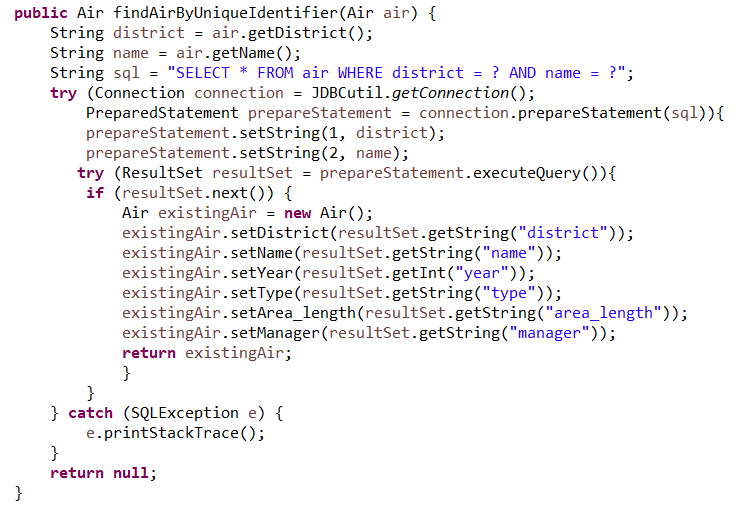 public Air findAirByUniqueIdentifier(Air air) {
    String district = air.getDistrict();
    String name = air.getName();
    String sql = "SELECT * FROM air WHERE district = ? AND name = ?";
    try (Connection connection = JDBCutil.getConnection();
        PreparedStatement prepareStatement = connection.prepareStatement(sql)){
        prepareStatement.setString(1, district);
        prepareStatement.setString(2, name);
       try (ResultSet resultSet = prepareStatement.executeQuery()){
        if (resultSet.next()) {
            Air existingAir = new Air();
            existingAir.setDistrict(resultSet.getString("district"));
            existingAir.setName(resultSet.getString("name"));
            existingAir.setYear(resultSet.getInt("year"));
            existingAir.setType(resultSet.getString("type"));
            existingAir.setArea_length(resultSet.getString("area_length"));
            existingAir.setManager(resultSet.getString("manager"));
            return existingAir;
            }
        }
    } catch (SQLException e) {
        e.printStackTrace();
    }
    return null;
}